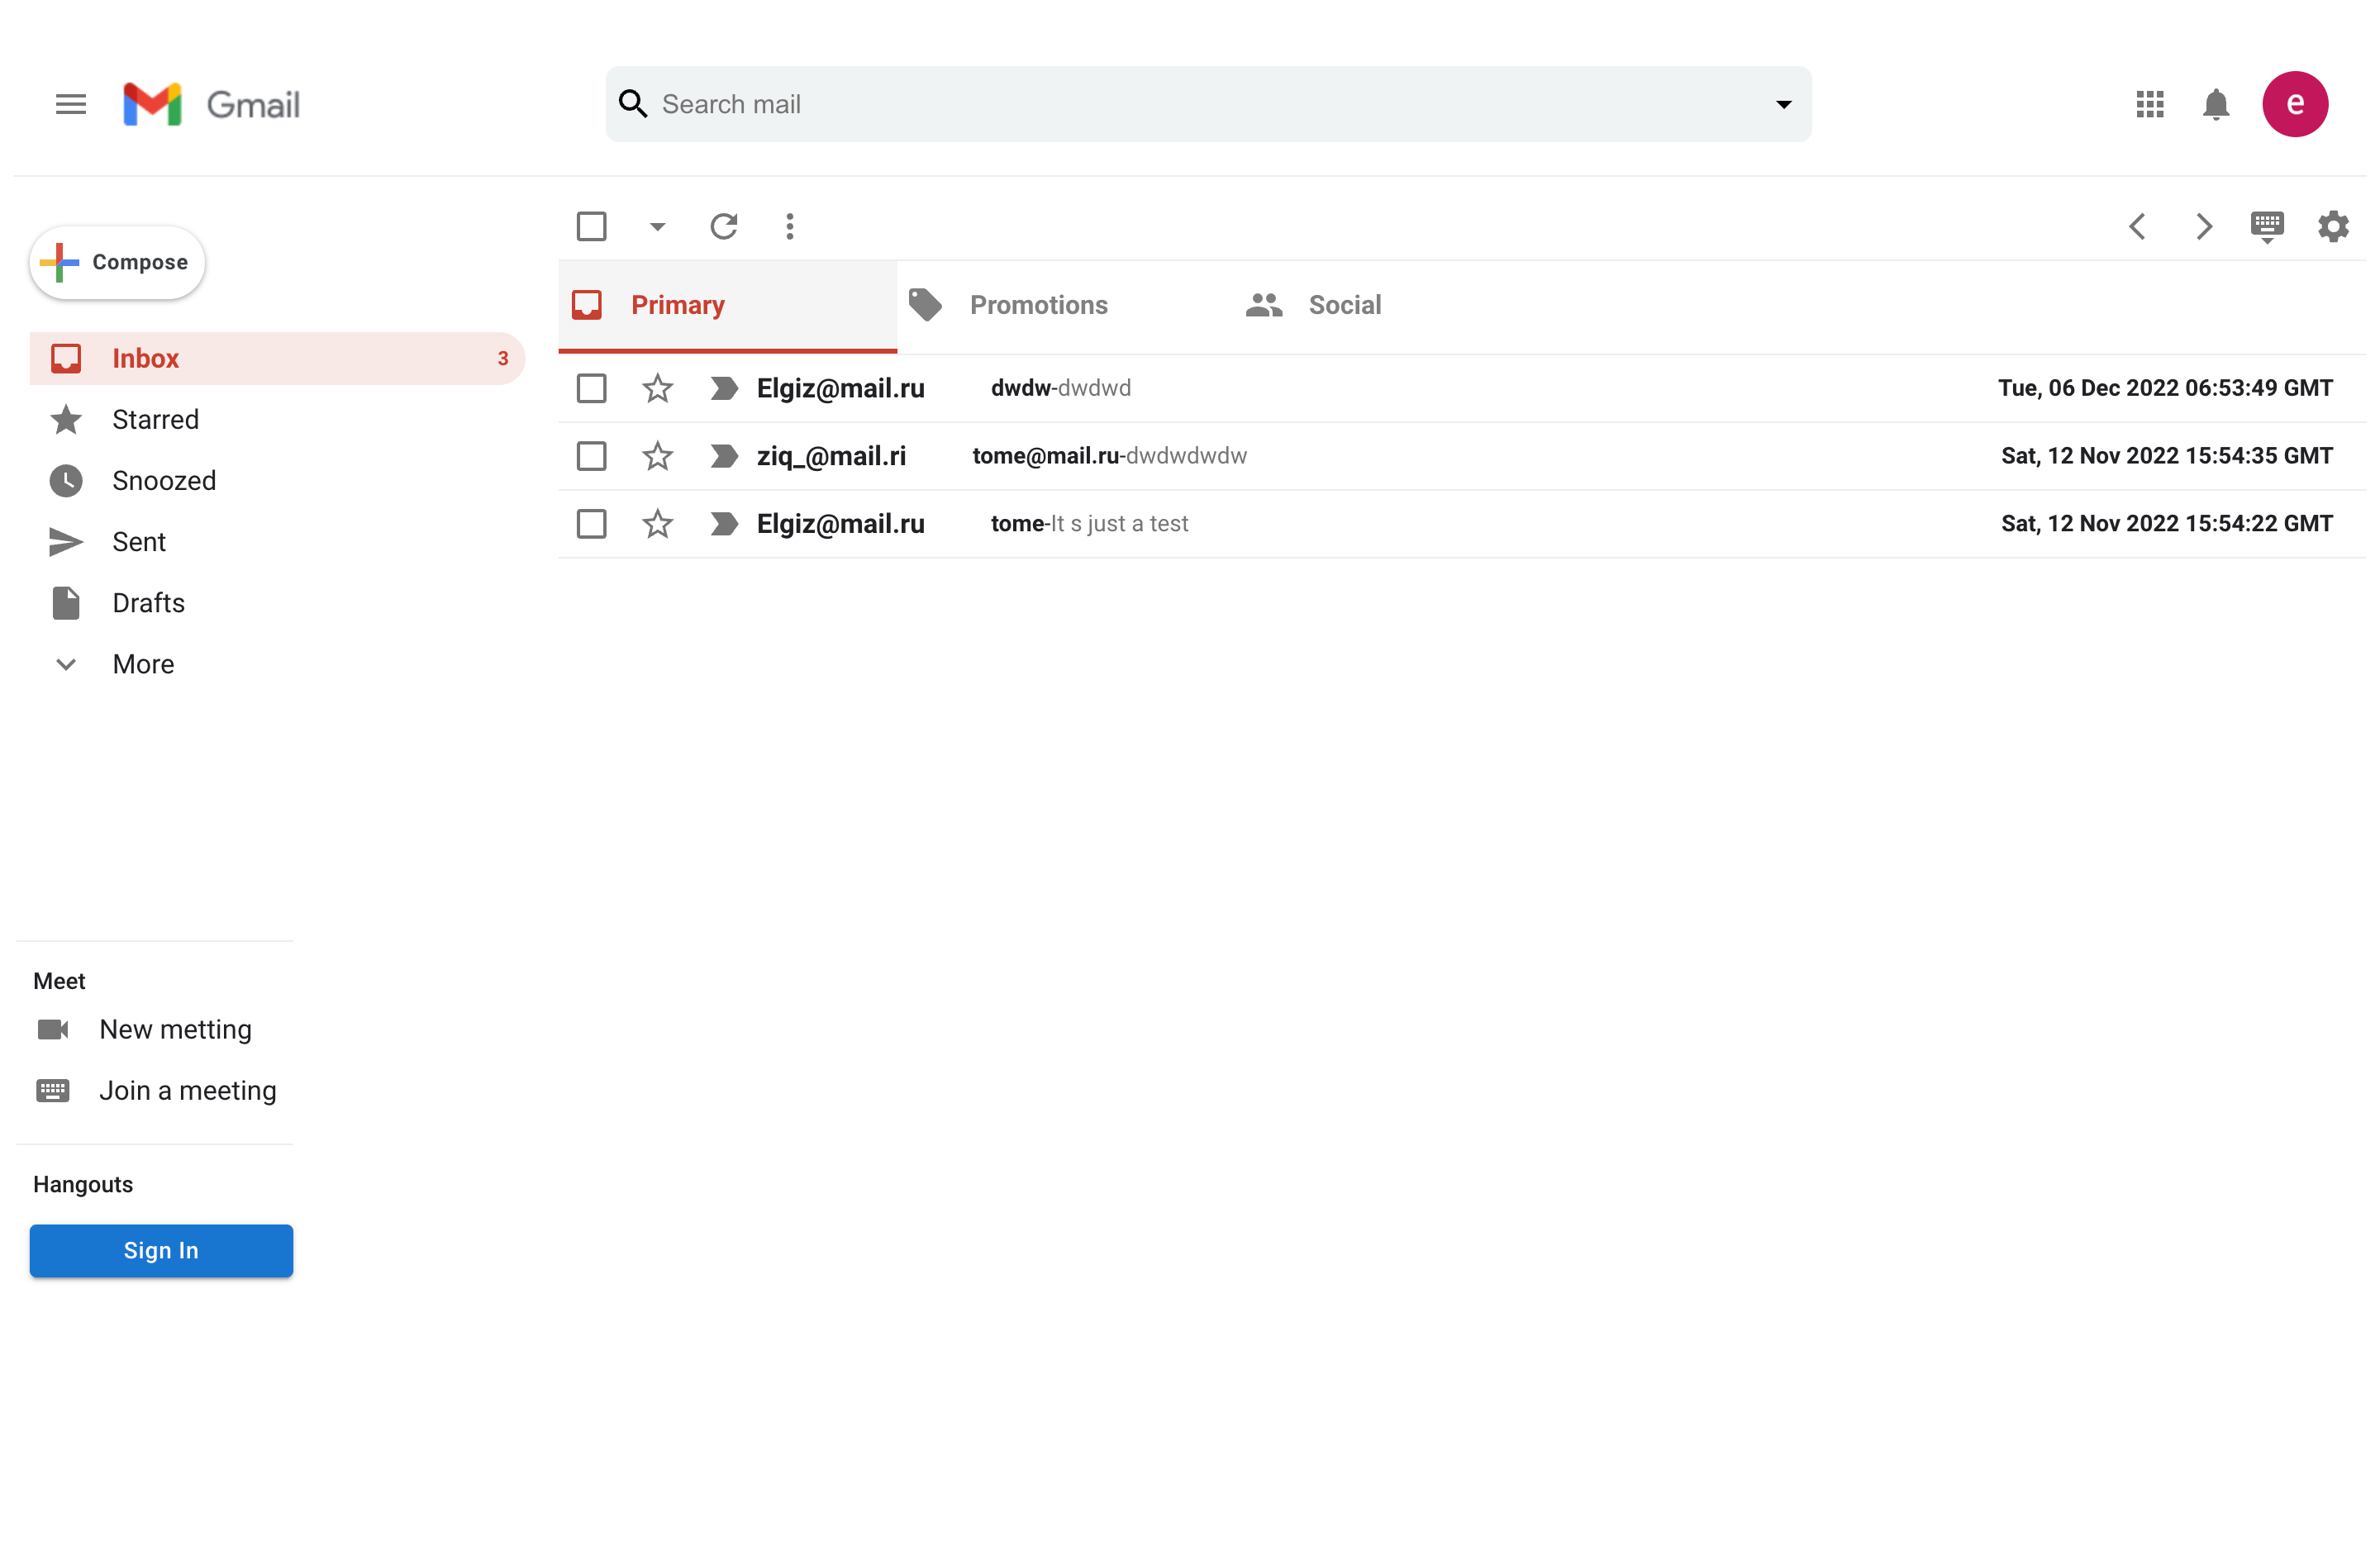 Gmail
Search mail
e
Compose
Inbox 3
Starred
Snoozed
Sent
Drafts
More
Primary Promotions Social
Elgiz@mail.ru dwdw-dwdwd Tue, 06 Dec 2022 06:53:49 GMT
ziq_@mail.ri tome@mail.ru-dwdwdwdw Sat, 12 Nov 2022 15:54:35 GMT
Elgiz@mail.ru tome-It s just a test Sat, 12 Nov 2022 15:54:22 GMT
Meet
New metting
Join a meeting
Hangouts
Sign In